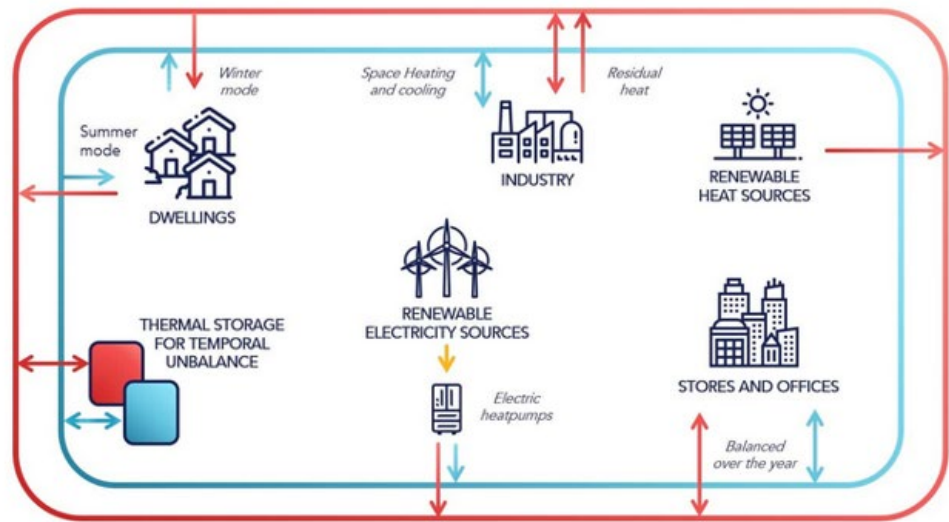 Winter
mode
Space Heating
and cooling
Residual
heat
Summer
mode
DWELLINGS
INDUSTRY
RENEWABLE
HEAT SOURCES
RENEWABLE
ELECTRICITY SOURCES
THERMAL STORAGE
FOR TEMPORAL
UNBALANCE
Electric
heatpumps
STORES AND OFFICES
Balanced
over the year